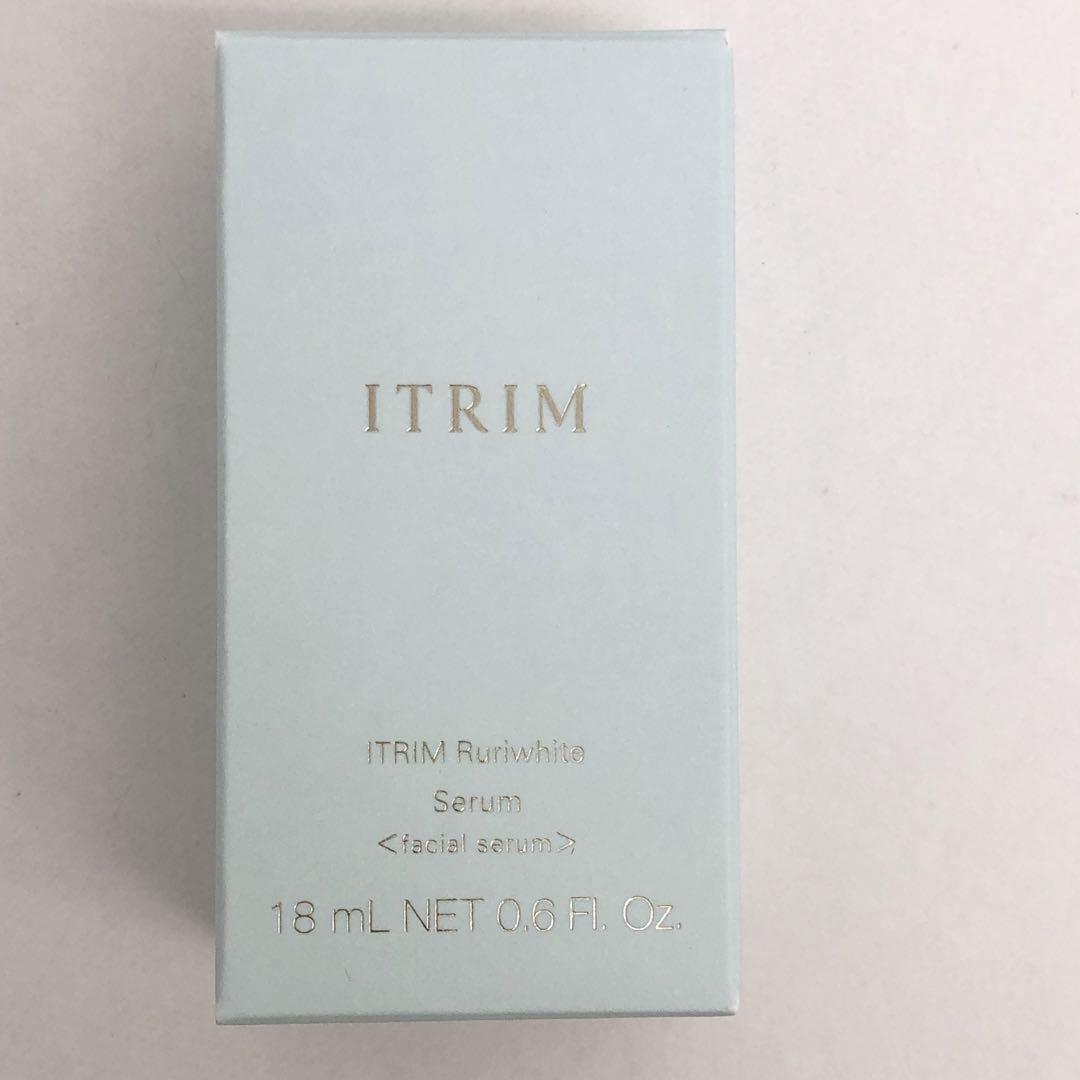 ITRIM
ITRIM Ruriwhite
Serum
<facial serum>
18 mL NET 0.6 Fl. Oz.